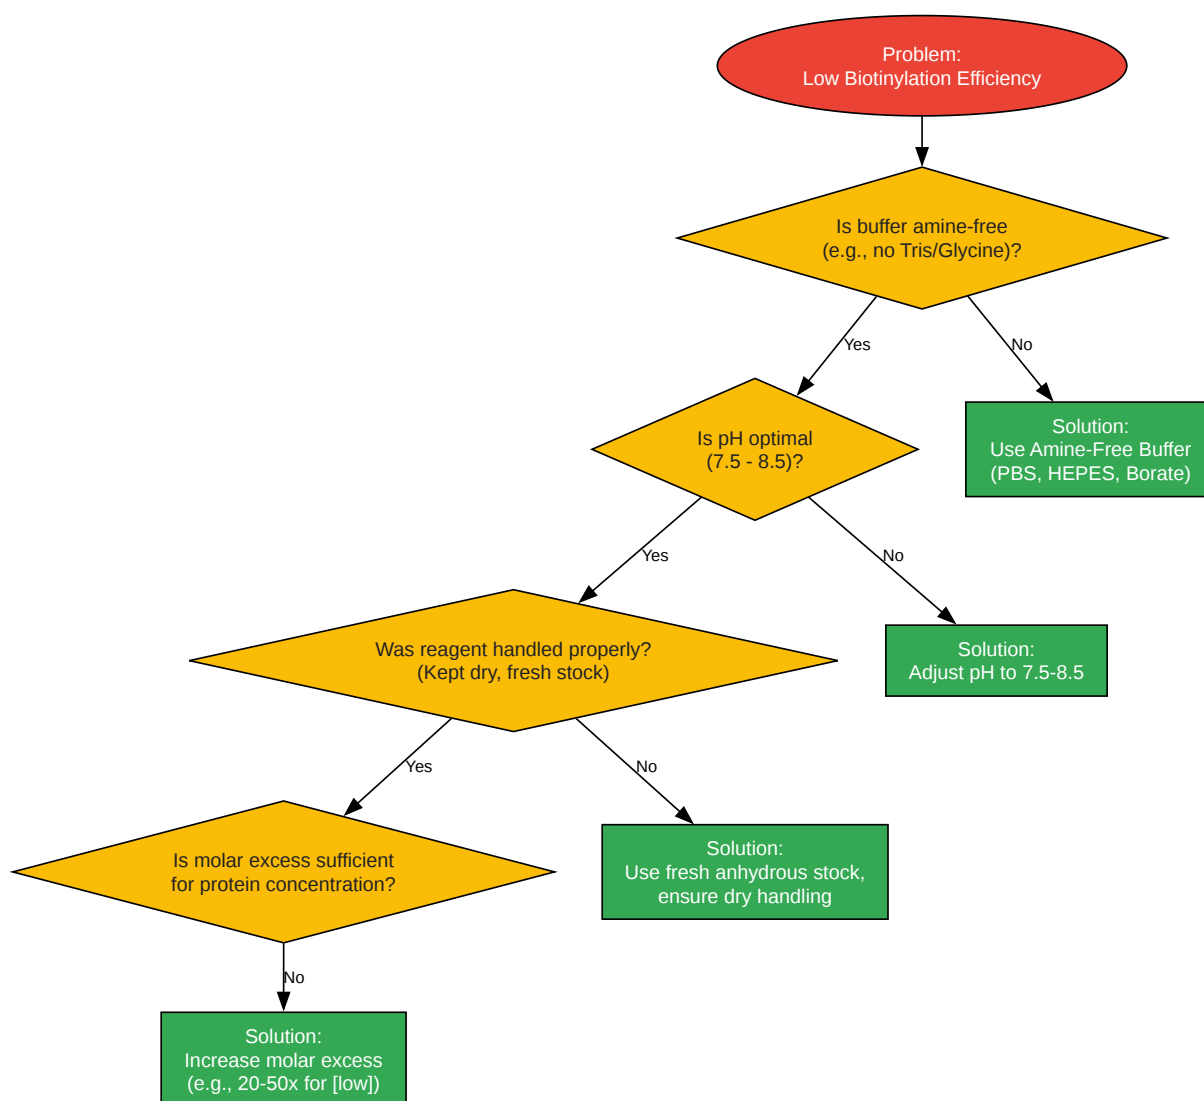 Problem:
Low Biotinylation Efficiency
Is buffer amine-free
(e.g., no Tris/Glycine)?
Yes
No
Is pH optimal
(7.5 - 8.5)?
Solution:
Use Amine-Free Buffer
(PBS, HEPES, Borate)
Yes
No
Was reagent handled properly?
(Kept dry, fresh stock)
Solution:
Adjust pH to 7.5-8.5
Yes
No
Is molar excess sufficient
for protein concentration?
Solution:
Use fresh anhydrous stock,
ensure dry handling
No
Solution:
Increase molar excess
(e.g., 20-50x for [low])